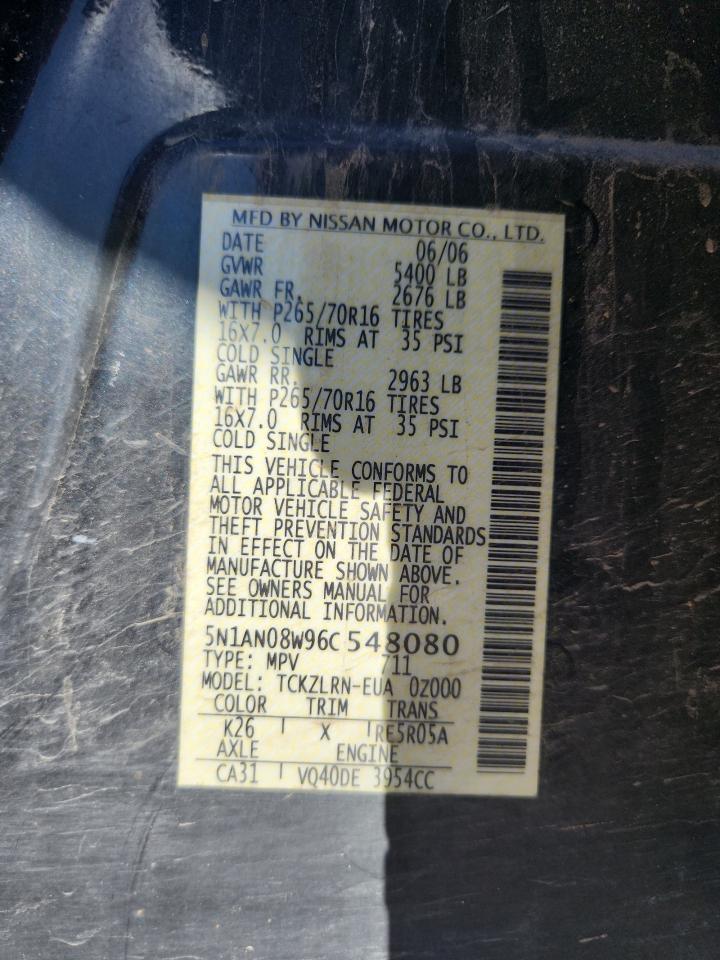 MFD BY NISSAN MOTOR CO., LTD.
DATE 06/06
GVWR 5400 LB
GAWR FR. 2676 LB
WITH P265/70R16 TIRES
16X7.0 RIMS AT 35 PSI
COLD SINGLE
GAWR RR. 2963 LB
WITH P265/70R16 TIRES
16X7.0 RIMS AT 35 PSI
COLD SINGLE
THIS VEHICLE CONFORMS TO
ALL APPLICABLE FEDERAL
MOTOR VEHICLE SAFETY AND
THEFT PREVENTION STANDARDS
IN EFFECT ON THE DATE OF
MANUFACTURE SHOWN ABOVE.
SEE OWNERS MANUAL FOR
ADDITIONAL INFORMATION.
5N1AN08W96C548080
TYPE: MPV 711
MODEL: TCKZLRN-EUA 0Z000
COLOR TRIM TRANS
K26 X RE5R05A
AXLE ENGINE
CA31 VQ40DE 3954CC